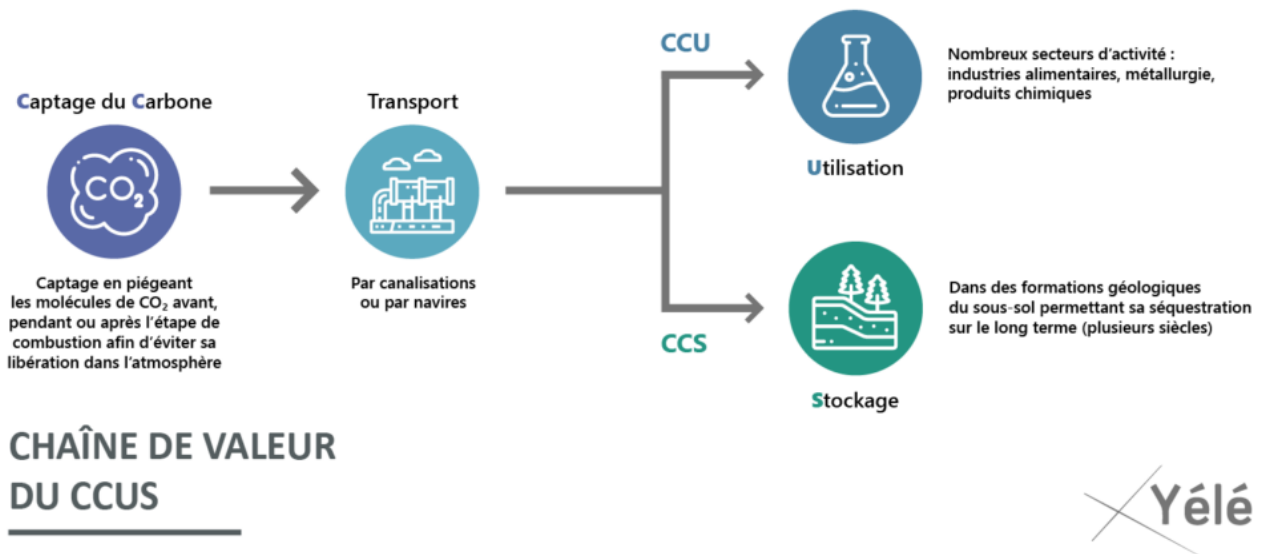 Captage du Carbone
CO₂
Captage en piégeant
les molécules de CO₂ avant,
pendant ou après l'étape de
combustion afin d'éviter sa
libération dans l'atmosphère
Transport
Par canalisations
ou par navires
CCU
Utilisation
Nombreux secteurs d'activité :
industries alimentaires, métallurgie,
produits chimiques
CCS
Stockage
Dans des formations géologiques
du sous-sol permettant sa séquestration
sur le long terme (plusieurs siècles)
CHAÎNE DE VALEUR
DU CCUS
Yélé